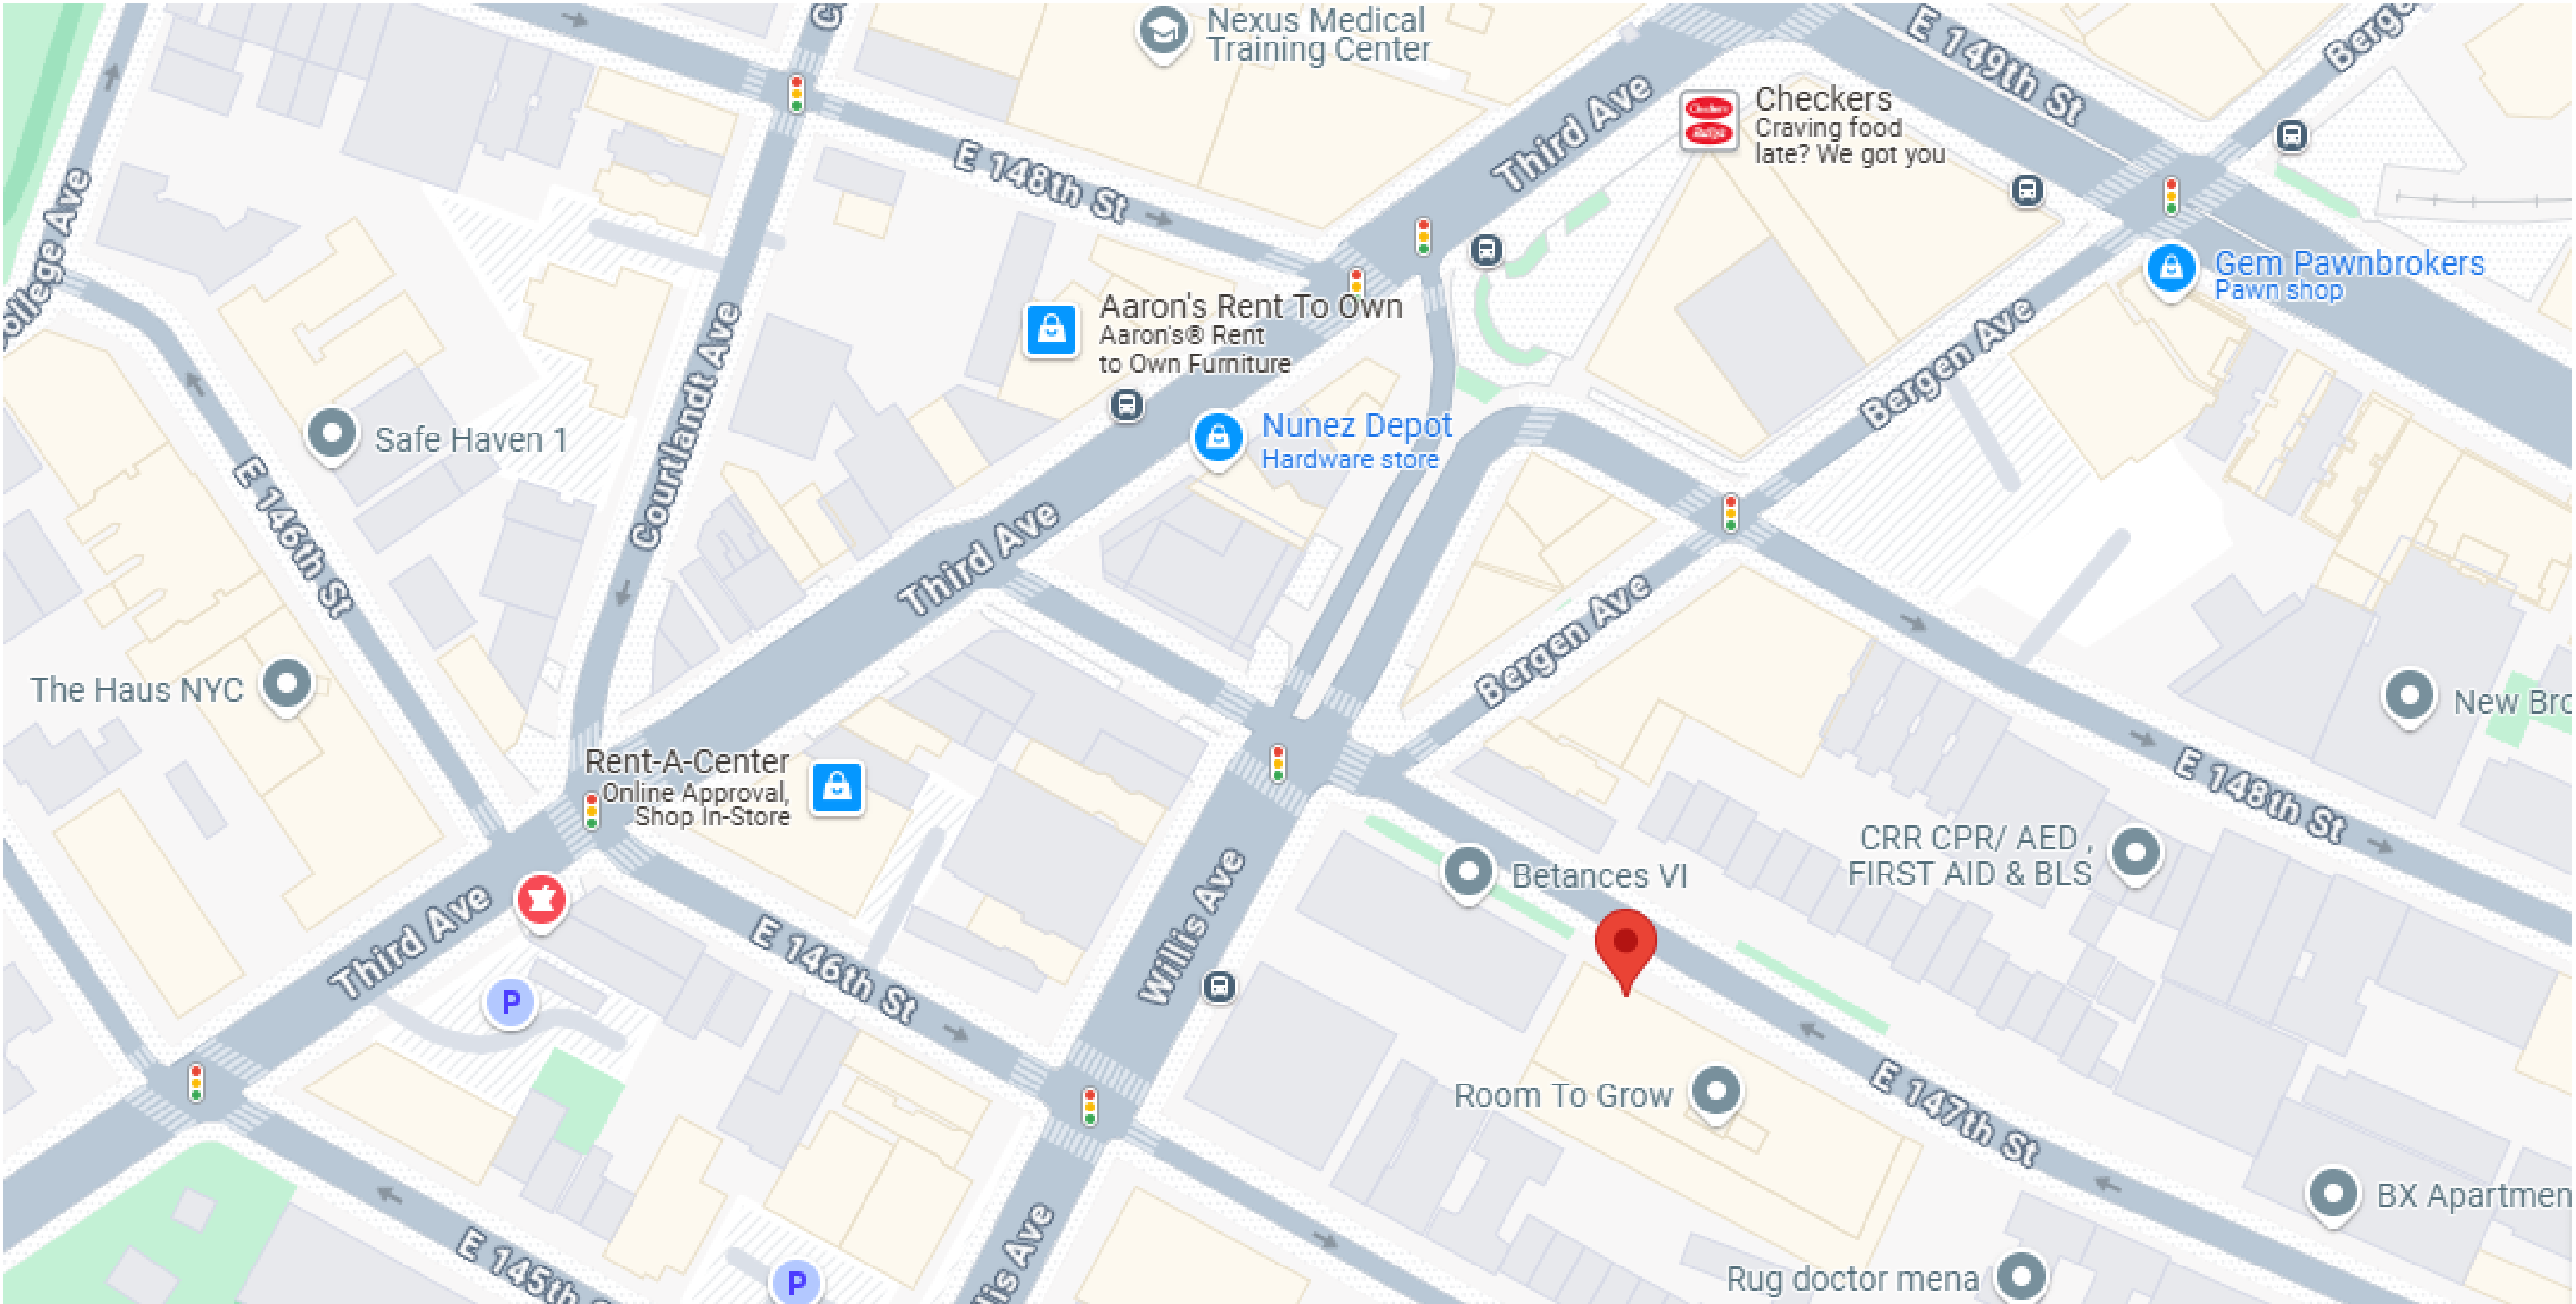 Nexus Medical
Training Center
E 149th St
Third Ave
Checkers
Craving food
late? We got you
E 148th St
College Ave
Gem Pawnbrokers
Pawn shop
Aaron's Rent To Own
Aaron's® Rent
to Own Furniture
Bergen Ave
Courtlandt Ave
Nunez Depot
Hardware store
Safe Haven 1
E 146th St
Third Ave
Bergen Ave
The Haus NYC
New Bro
Rent-A-Center
Online Approval,
Shop In-Store
E 148th St
CRR CPR/ AED ,
FIRST AID & BLS
Betances VI
Willis Ave
Third Ave
E 146th St
P
Room To Grow
E 147th St
BX Apartmen
E 145th
lis Ave
P
Rug doctor mena